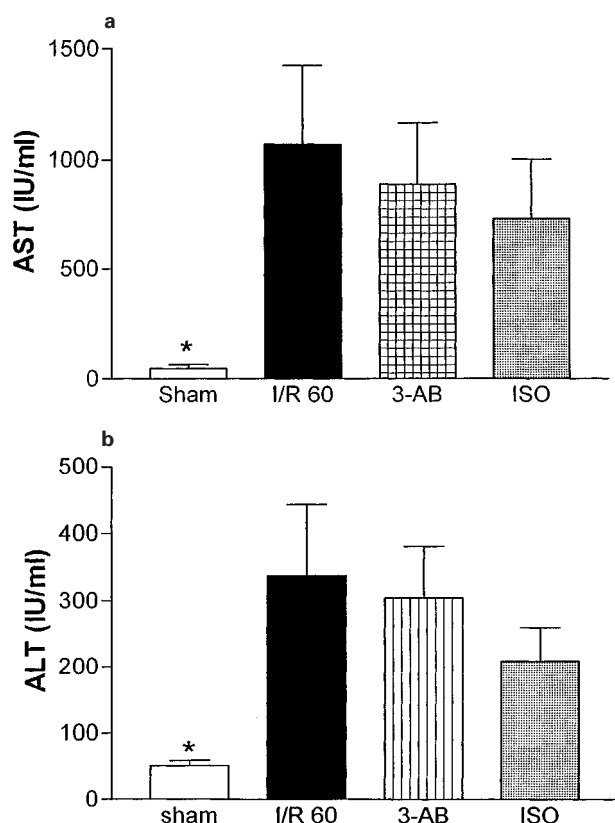 a
1500
1000
500
0
AST (IU/ml)
*
Sham I/R 60 3-AB ISO
b
500
400
300
200
100
0
ALT (IU/ml)
*
sham I/R 60 3-AB ISO